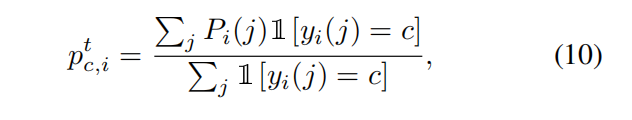 $p^t_{c,i} = \frac{\sum_j P_i(j)\mathbb{1}[y_i(j) = c]}{\sum_j \mathbb{1}[y_i(j) = c]},$ (10)